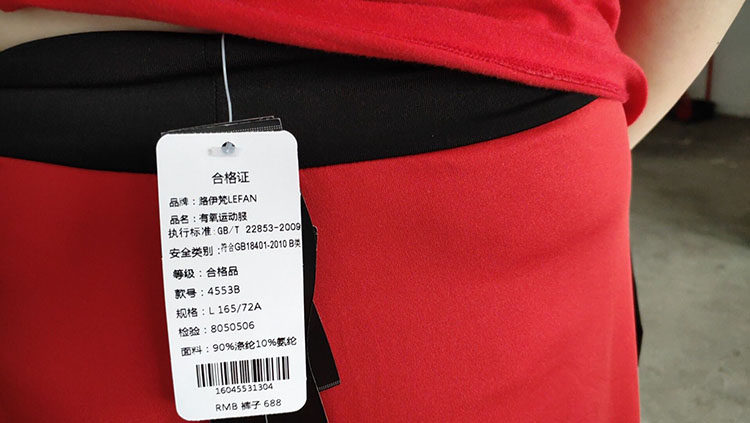 合格证
品牌：洛伊梵LEFAN
品名：有氧运动服
执行标准:GB/T 22853-2009
安全类别:符合GB18401-2010 B类
等级：合格品
款号：4553B
规格：L 165/72A
检验：8050506
面料：90%涤纶10%氨纶
16045531304
RMB 裤子 688